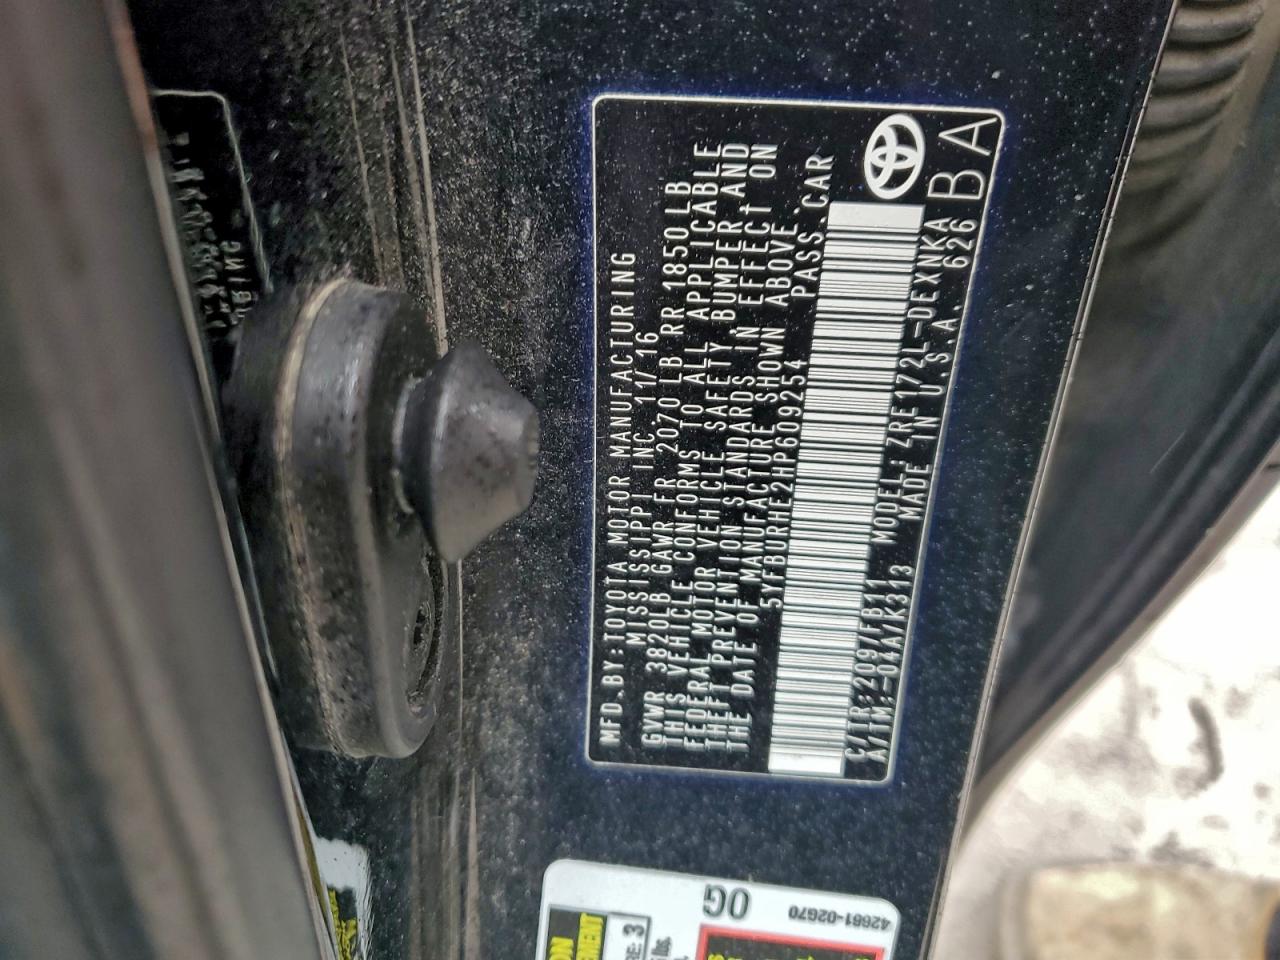 MFD.BY:TOYOTA MOTOR MANUFACTURING
MISSISSIPPI INC 11/16
GVWR 3820LB GAWR FR 2070 LB RR 1850LB
THIS VEHICLE CONFORMS TO ALL APPLICABLE
FEDERAL MOTOR VEHICLE SAFETY, BUMPER AND
THEFT PREVENTION STANDARDS IN EFFECT ON
THE DATE OF MANUFACTURE SHOWN ABOVE.
5YFBURHE2HP609254 PASS.CAR
C/TR:209/FB11 MODEL: ZRE172L-DEXNKA
A/TM:-04A/K313 MADE IN U.S.A. 626
BA
0G
42661-02G70